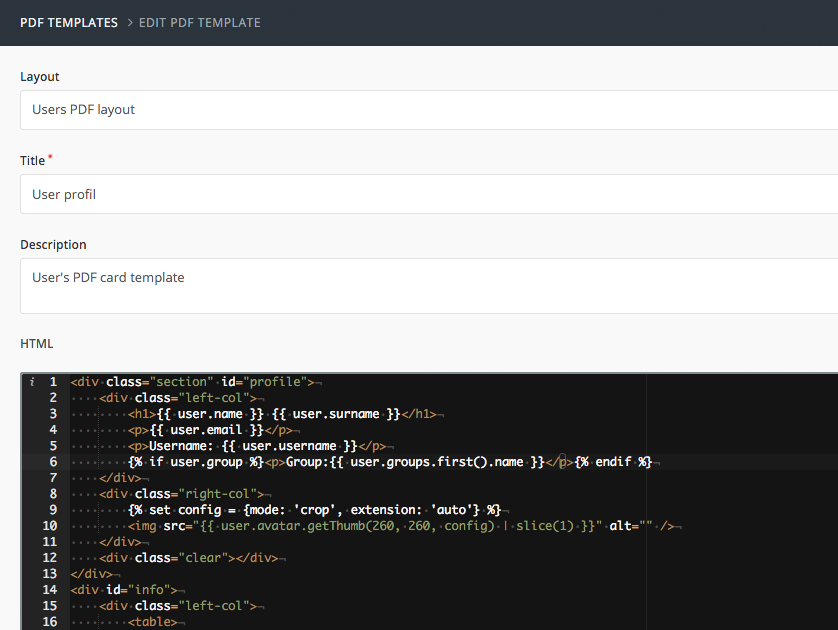 PDF TEMPLATES > EDIT PDF TEMPLATE
Layout
Users PDF layout
Title *
User profil
Description
User's PDF card template
HTML
i 1 <div class="section" id="profile">
2     <div class="left-col">
3         <h1>{{ user.name }} {{ user.surname }}</h1>
4         <p>{{ user.email }}</p>
5         <p>Username: {{ user.username }}</p>
6         {% if user.group %}<p>Group:{{ user.groups.first().name }}</p>{% endif %}
7     </div>
8     <div class="right-col">
9         {% set config = {mode: 'crop', extension: 'auto'} %}
10         <img src="{{ user.avatar.getThumb(260, 260, config) | slice(1) }}" alt="" />
11     </div>
12     <div class="clear"></div>
13 </div>
14 <div id="info">
15     <div class="left-col">
16         <table>